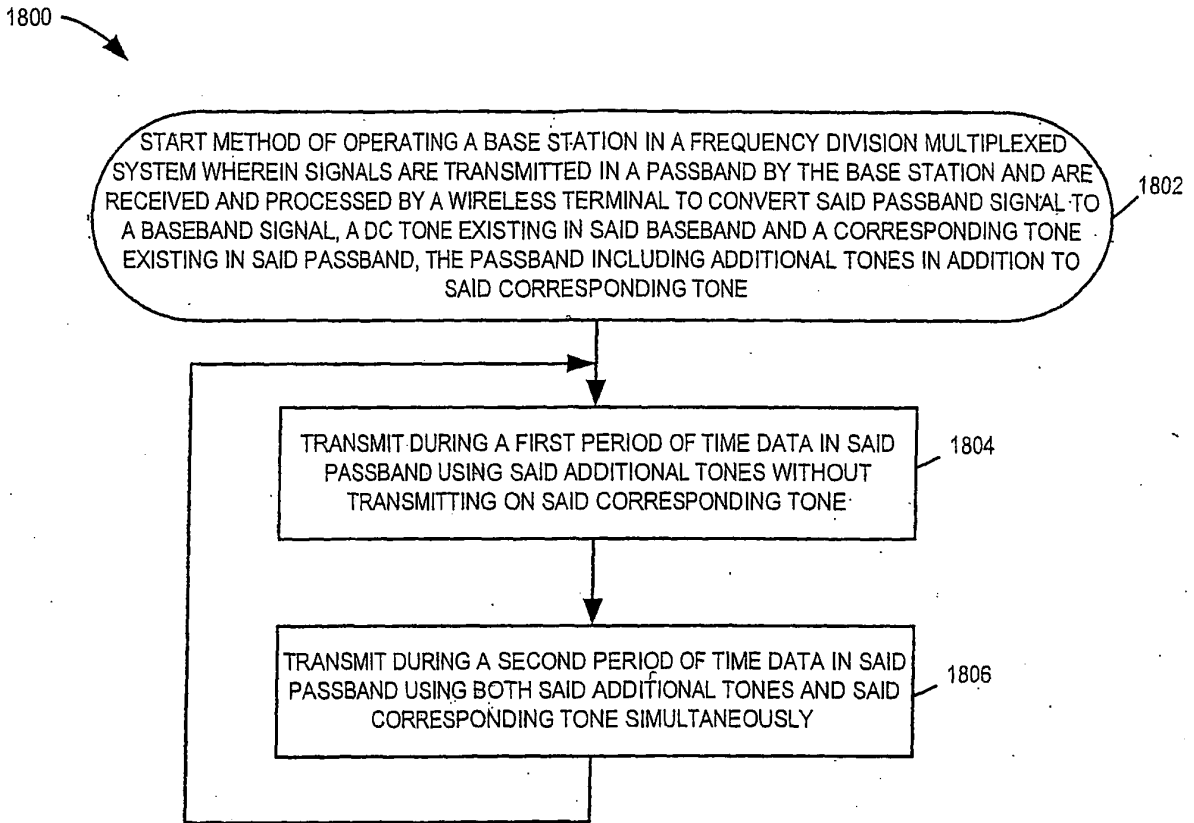 1800
START METHOD OF OPERATING A BASE STATION IN A FREQUENCY DIVISION MULTIPLEXED
SYSTEM WHEREIN SIGNALS ARE TRANSMITTED IN A PASSBAND BY THE BASE STATION AND ARE
RECEIVED AND PROCESSED BY A WIRELESS TERMINAL TO CONVERT SAID PASSBAND SIGNAL TO
A BASEBAND SIGNAL, A DC TONE EXISTING IN SAID BASEBAND AND A CORRESPONDING TONE
EXISTING IN SAID PASSBAND, THE PASSBAND INCLUDING ADDITIONAL TONES IN ADDITION TO
SAID CORRESPONDING TONE
1802
TRANSMIT DURING A FIRST PERIOD OF TIME DATA IN SAID
PASSBAND USING SAID ADDITIONAL TONES WITHOUT
TRANSMITTING ON SAID CORRESPONDING TONE
1804
TRANSMIT DURING A SECOND PERIOD OF TIME DATA IN SAID
PASSBAND USING BOTH SAID ADDITIONAL TONES AND SAID
CORRESPONDING TONE SIMULTANEOUSLY
1806